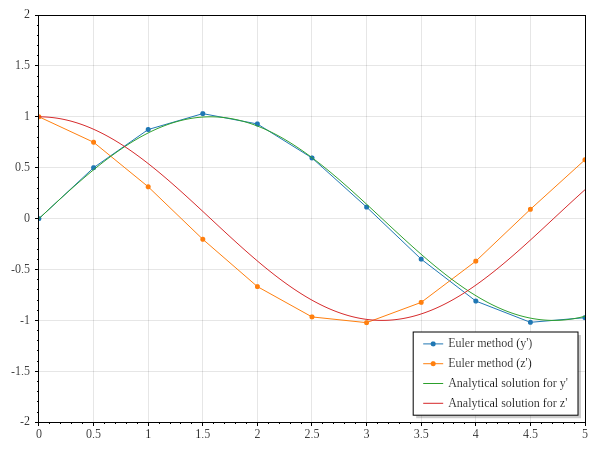 2
1.5
1
0.5
0
-0.5
-1
-1.5
-2
0 0.5 1 1.5 2 2.5 3 3.5 4 4.5 5
Euler method (y')
Euler method (z')
Analytical solution for y'
Analytical solution for z'